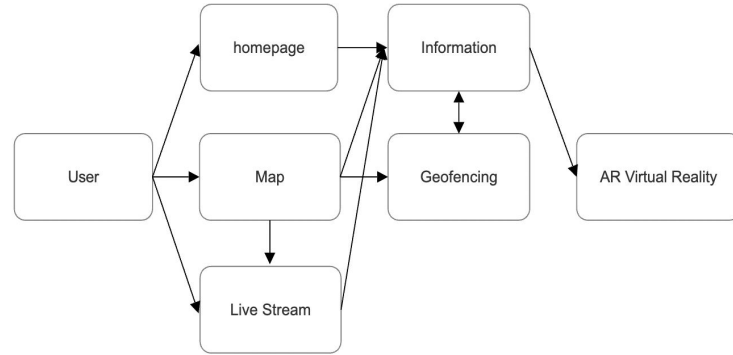 homepage
Information
User
Map
Geofencing
AR Virtual Reality
Live Stream